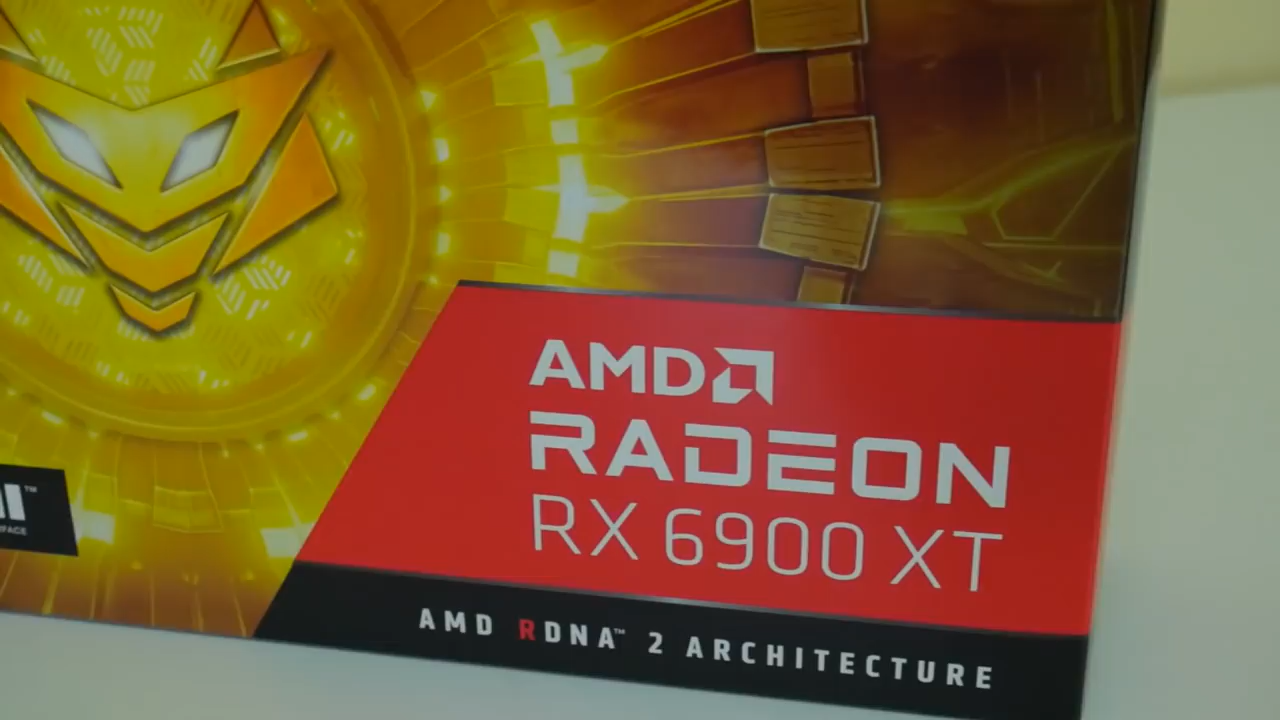 AMD
RADEON
RX 6900 XT
AMD RDNA™ 2 ARCHITECTURE